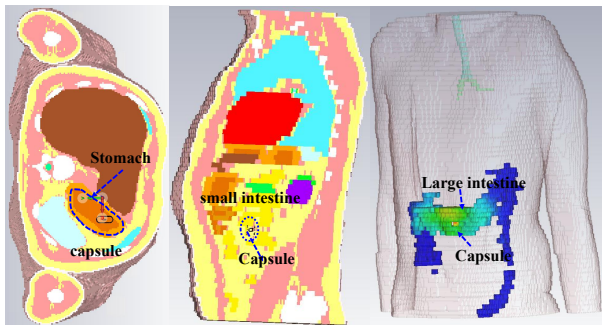 Stomach
capsule
small intestine
Capsule
Large intestine
Capsule